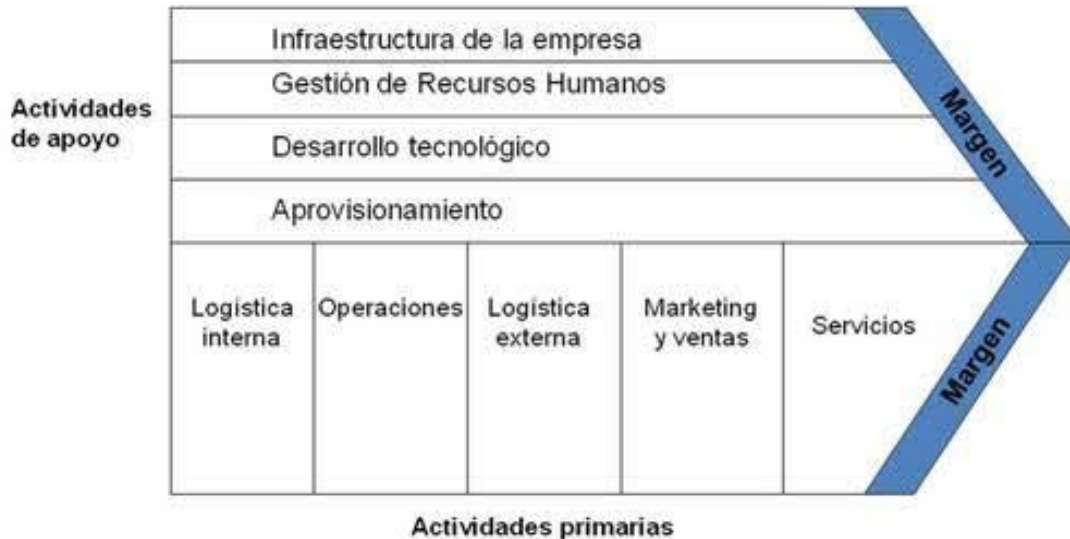 Infraestructura de la empresa
Gestión de Recursos Humanos
Actividades
de apoyo
Desarrollo tecnológico
Aprovisionamiento
Margen
Logística
interna
Operaciones
Logística
externa
Marketing
y ventas
Servicios
Margen
Actividades primarias